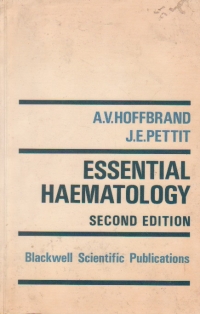 A.V.HOFFBRAND
J.E.PETTIT
ESSENTIAL
HAEMATOLOGY
SECOND EDITION
Blackwell Scientific Publications